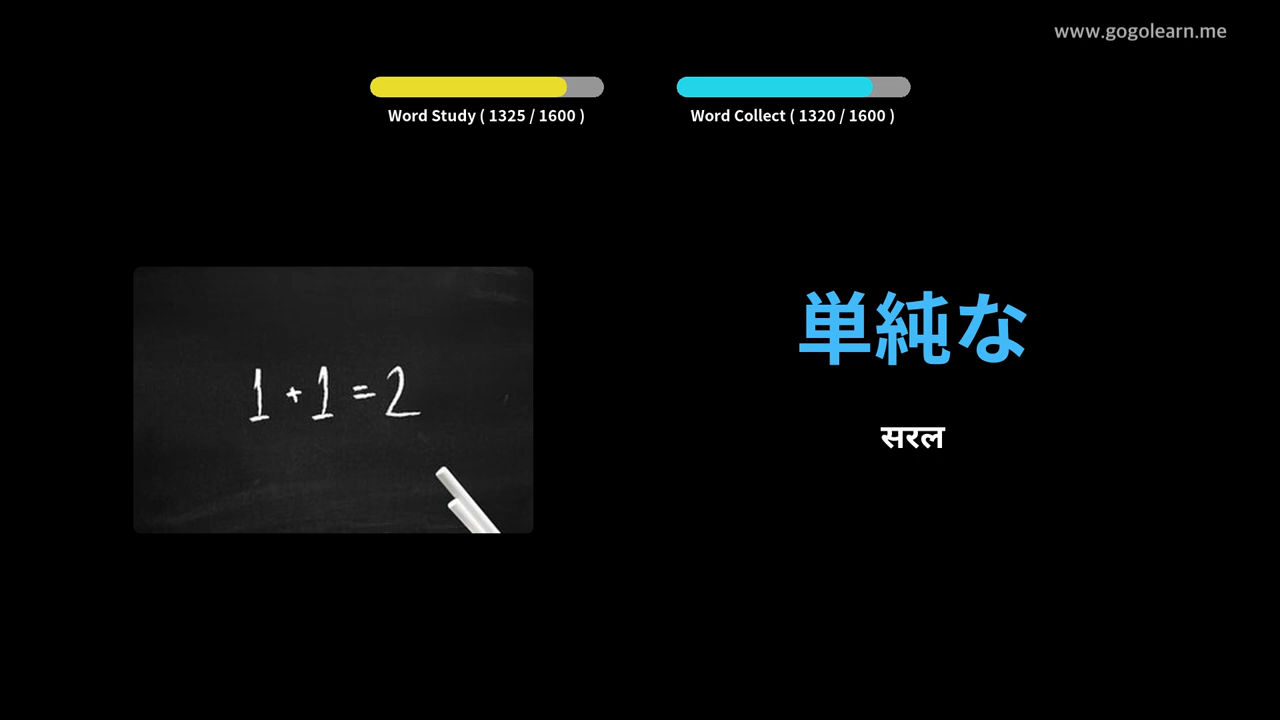 www.gogolearn.me
Word Study ( 1325 / 1600 )
Word Collect ( 1320 / 1600 )
1 + 1 = 2
単純な
सरल